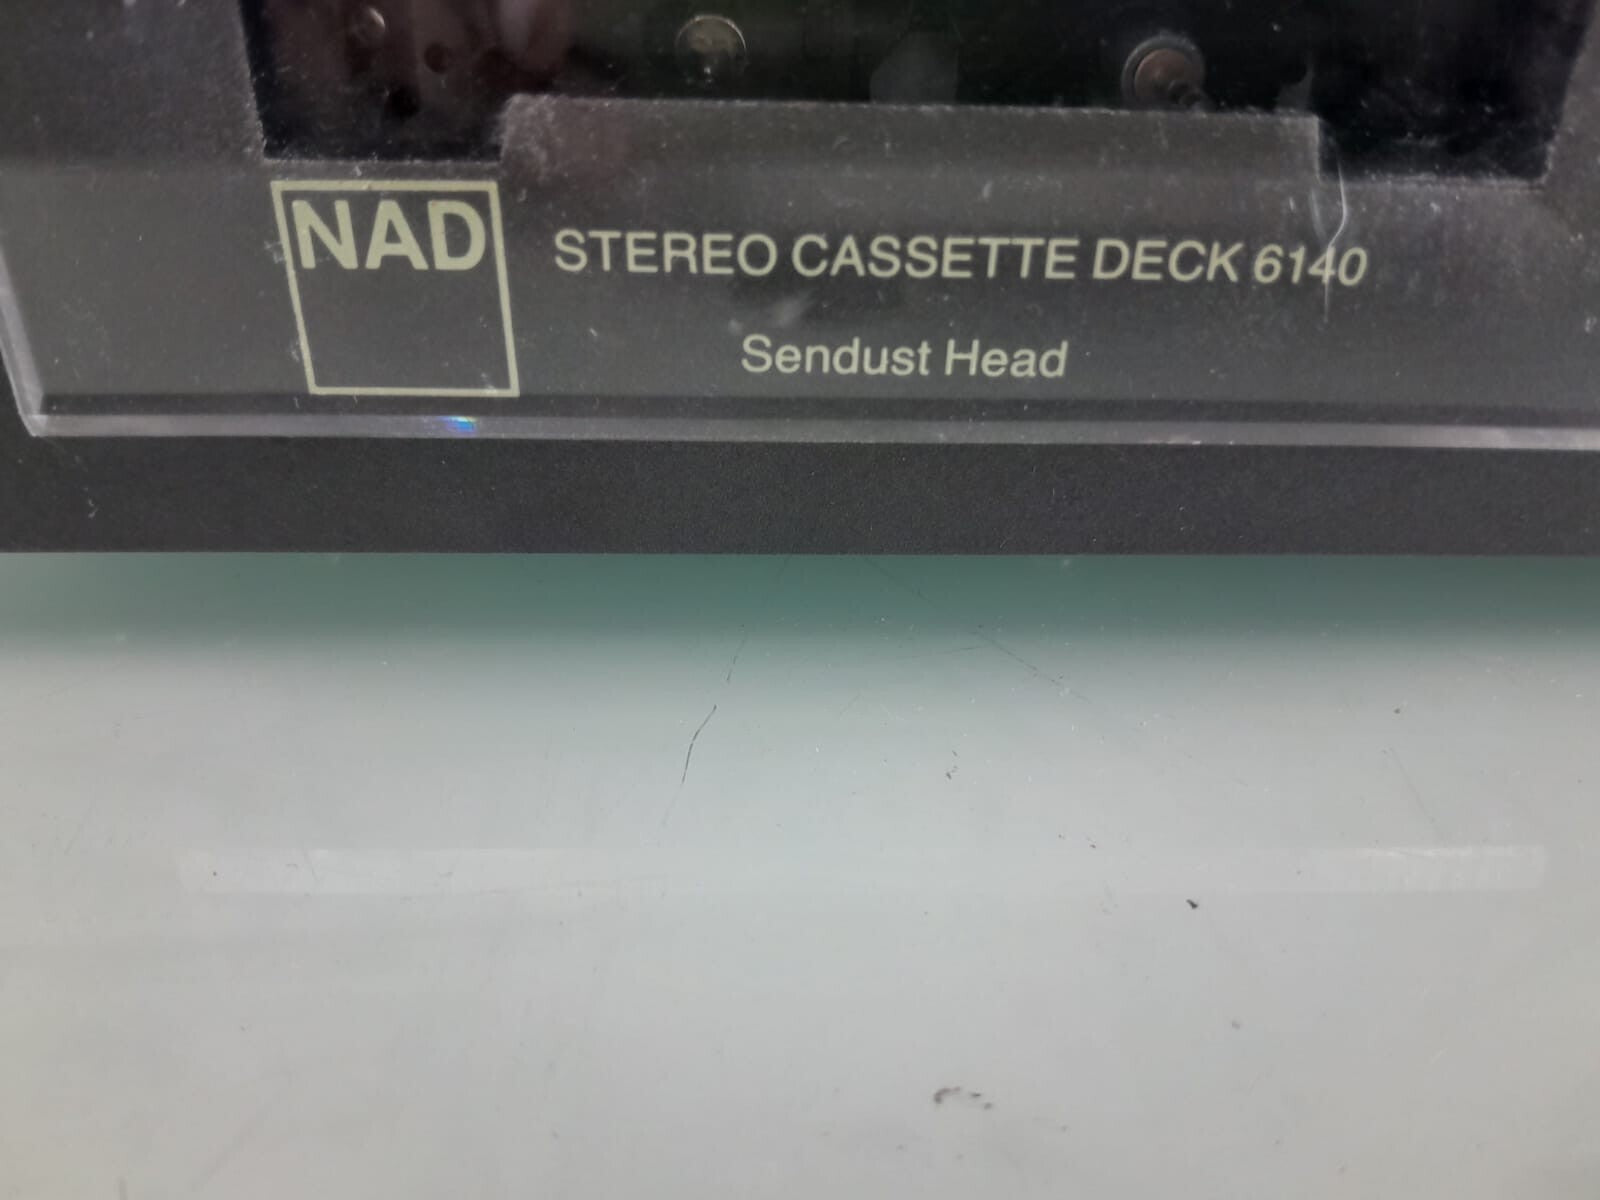 NAD
STEREO CASSETTE DECK 6140
Sendust Head